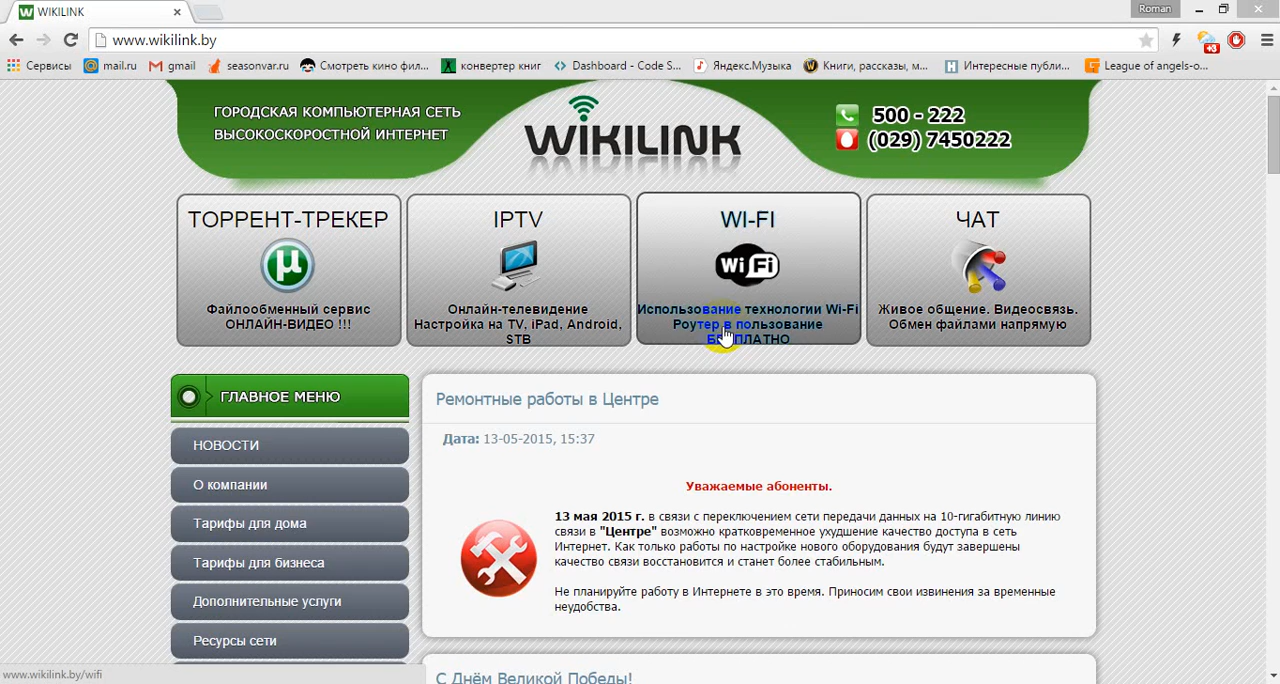 WIKILINK
Roman
www.wikilink.by
Сервисы
mail.ru
gmail
seasonvar.ru
Смотреть кино фил...
конвертер книг
Dashboard - Code S...
Яндекс.Музыка
Книги, рассказы, м...
Интересные публи...
League of angels-о...
+3
ГОРОДСКАЯ КОМПЬЮТЕРНАЯ СЕТЬ
ВЫСОКОСКОРОСТНОЙ ИНТЕРНЕТ
WIKILINK
500 - 222
(029) 7450222
ТОРРЕНТ-ТРЕКЕР
µ
Файлообменный сервис
ОНЛАЙН-ВИДЕО !!!
IPTV
Онлайн-телевидение
Настройка на TV, iPad, Android,
STB
WI-FI
Wi Fi
Использование технологии Wi-Fi
Роутер в пользование
БЕСПЛАТНО
ЧАТ
Живое общение. Видеосвязь.
Обмен файлами напрямую
ГЛАВНОЕ МЕНЮ
НОВОСТИ
О компании
Тарифы для дома
Тарифы для бизнеса
Дополнительные услуги
Ресурсы сети
Ремонтные работы в Центре
Дата: 13-05-2015, 15:37
Уважаемые абоненты.
13 мая 2015 г. в связи с переключением сети передачи данных на 10-гигабитную линию
связи в "Центре" возможно кратковременное ухудшение качество доступа в сеть
Интернет. Как только работы по настройке нового оборудования будут завершены
качество связи восстановится и станет более стабильным.
Не планируйте работу в Интернете в это время. Приносим свои извинения за временные
неудобства.
С Днём Великой Победы!
www.wikilink.by/wifi